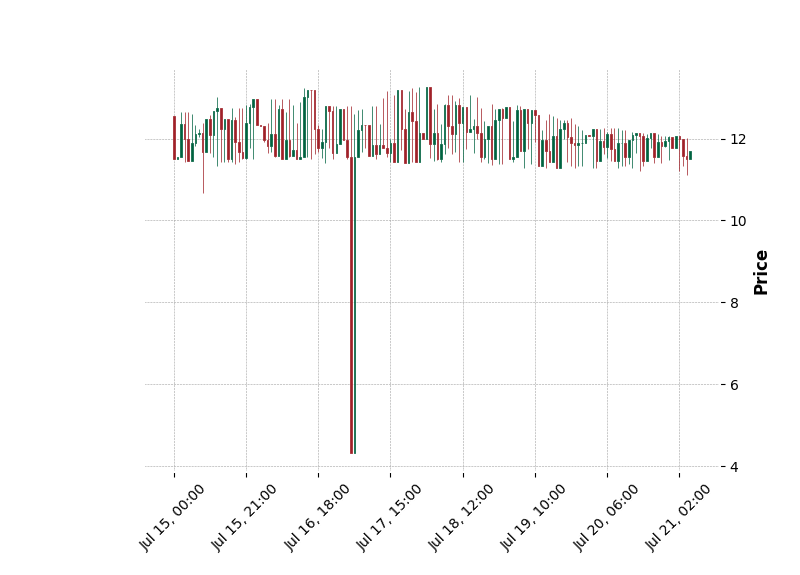 12
10
8
6
4
Price
Jul 15, 00:00
Jul 15, 21:00
Jul 16, 18:00
Jul 17, 15:00
Jul 18, 12:00
Jul 19, 10:00
Jul 20, 06:00
Jul 21, 02:00